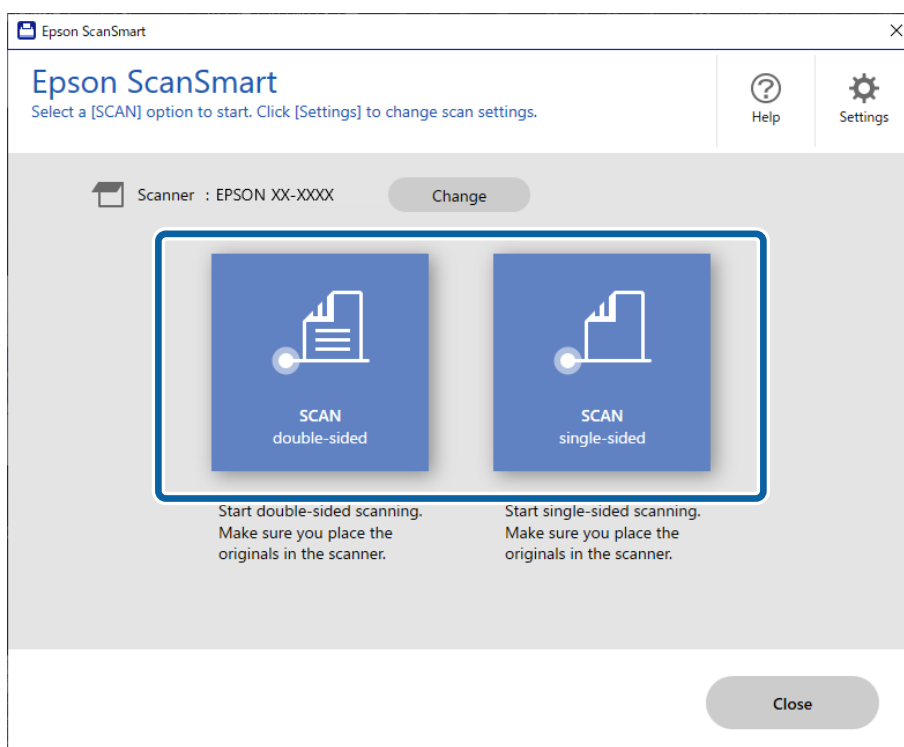 Epson ScanSmart
Epson ScanSmart
Select a [SCAN] option to start. Click [Settings] to change scan settings.
Help
Settings
Scanner : EPSON XX-XXXX
Change
SCAN
double-sided
SCAN
single-sided
Start double-sided scanning.
Make sure you place the
originals in the scanner.
Start single-sided scanning.
Make sure you place the
originals in the scanner.
Close